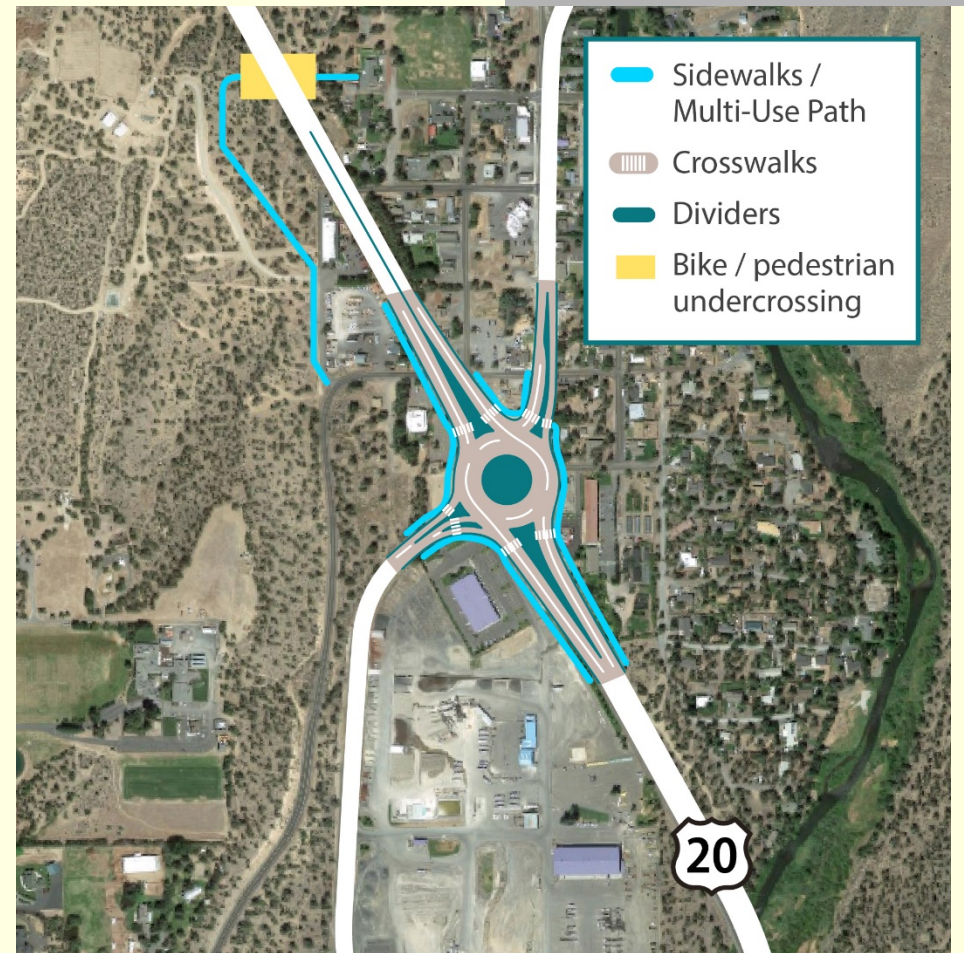 Sidewalks /
Multi-Use Path
Crosswalks
Dividers
Bike / pedestrian
undercrossing
20